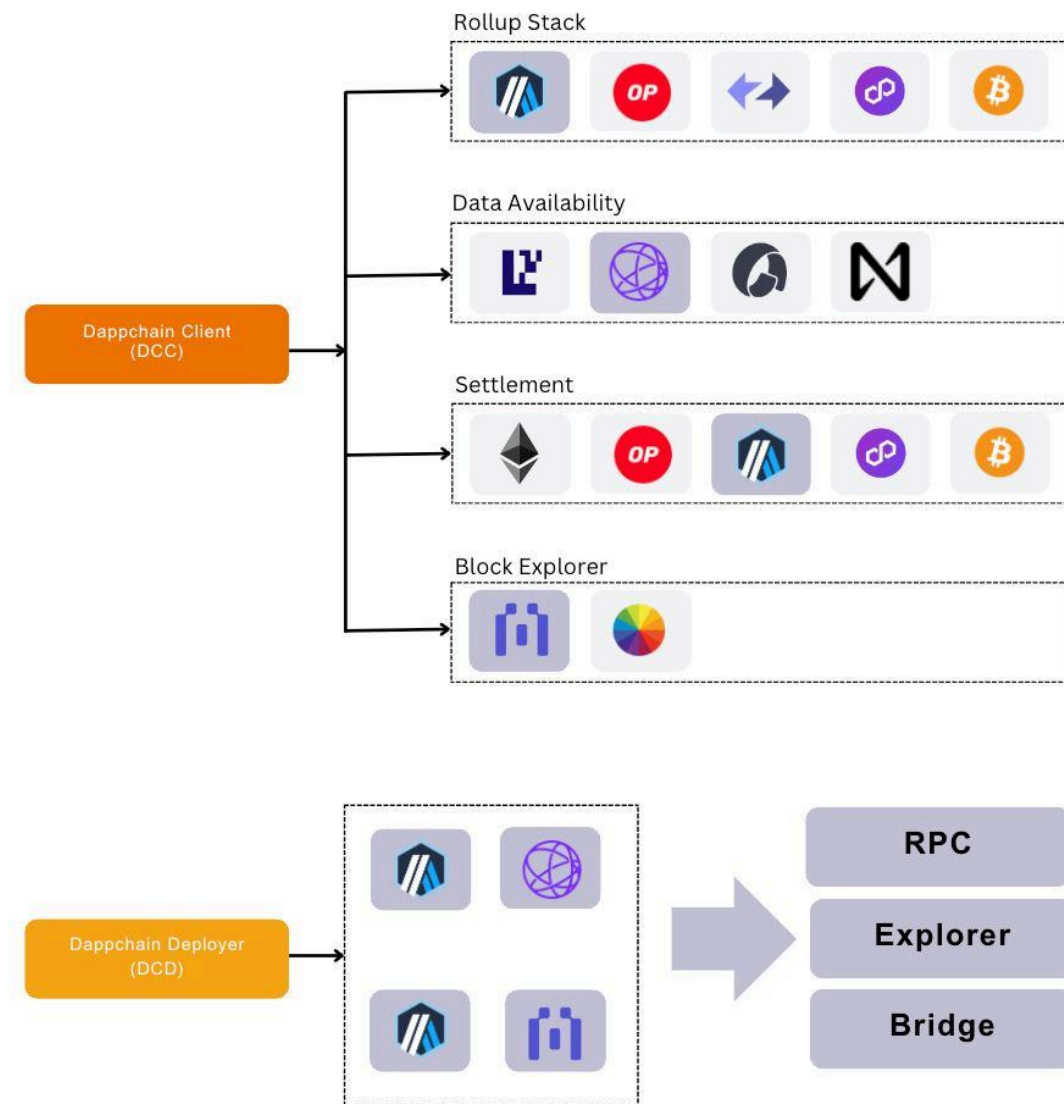 Rollup Stack
OP
Data Availability
Dappchain Client
(DCC)
Settlement
OP
Block Explorer
RPC
Dappchain Deployer
(DCD)
Explorer
Bridge